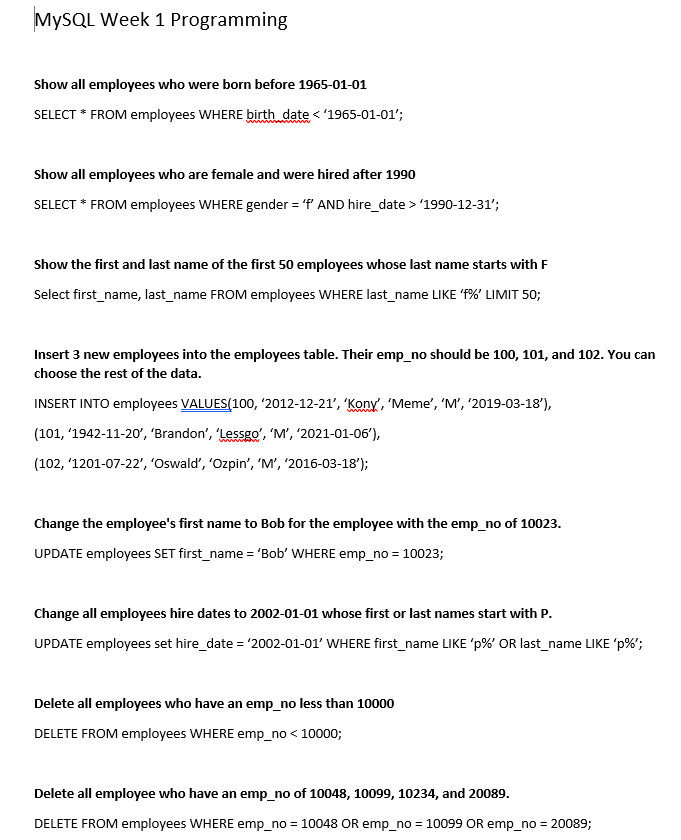 MySQL Week 1 Programming
Show all employees who were born before 1965-01-01
SELECT * FROM employees WHERE birth_date < ‘1965-01-01’;
Show all employees who are female and were hired after 1990
SELECT * FROM employees WHERE gender = ‘f’ AND hire_date > ‘1990-12-31’;
Show the first and last name of the first 50 employees whose last name starts with F
Select first_name, last_name FROM employees WHERE last_name LIKE ‘f%’ LIMIT 50;
Insert 3 new employees into the employees table. Their emp_no should be 100, 101, and 102. You can
choose the rest of the data.
INSERT INTO employees VALUES(100, ‘2012-12-21’, ‘Kony’, ‘Meme’, ‘M’, ‘2019-03-18’),
(101, ‘1942-11-20’, ‘Brandon’, ‘Lessgo’, ‘M’, ‘2021-01-06’),
(102, ‘1201-07-22’, ‘Oswald’, ‘Ozpin’, ‘M’, ‘2016-03-18’);
Change the employee's first name to Bob for the employee with the emp_no of 10023.
UPDATE employees SET first_name = ‘Bob’ WHERE emp_no = 10023;
Change all employees hire dates to 2002-01-01 whose first or last names start with P.
UPDATE employees set hire_date = ‘2002-01-01’ WHERE first_name LIKE ‘p%’ OR last_name LIKE ‘p%’;
Delete all employees who have an emp_no less than 10000
DELETE FROM employees WHERE emp_no < 10000;
Delete all employee who have an emp_no of 10048, 10099, 10234, and 20089.
DELETE FROM employees WHERE emp_no = 10048 OR emp_no = 10099 OR emp_no = 20089;